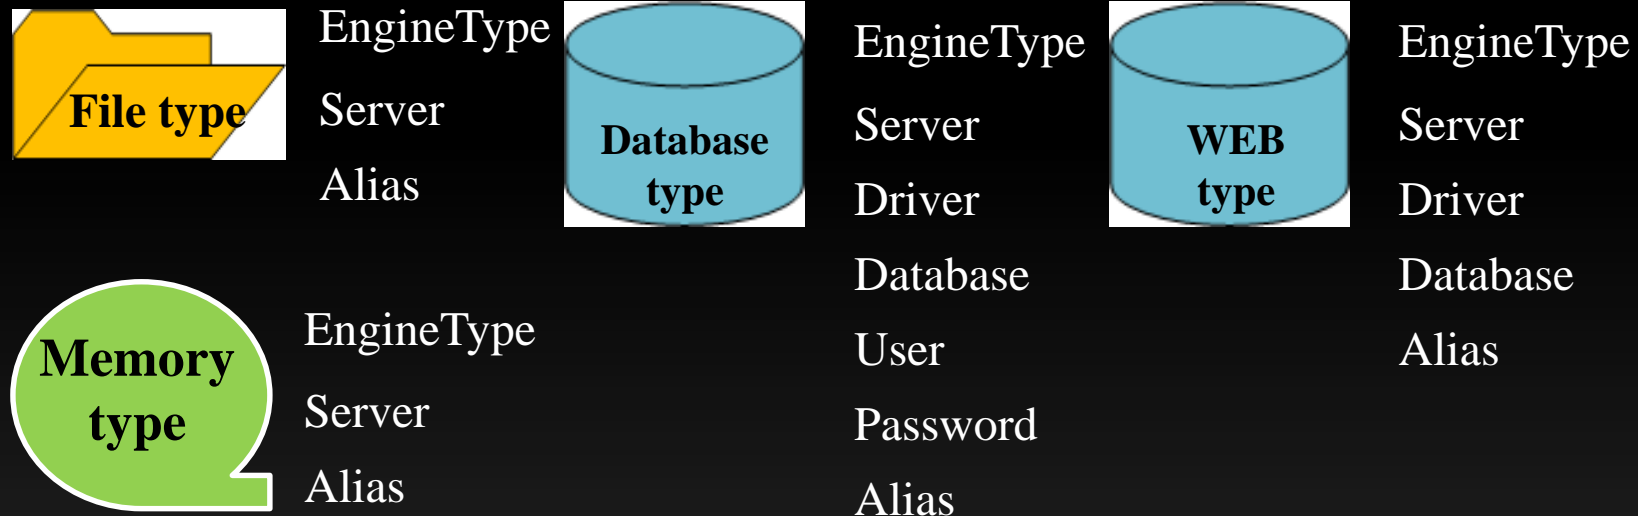 File type
EngineType
Server
Alias
Database
type
EngineType
Server
Driver
Database
User
Password
Alias
WEB
type
EngineType
Server
Driver
Database
Alias
Memory
type
EngineType
Server
Alias